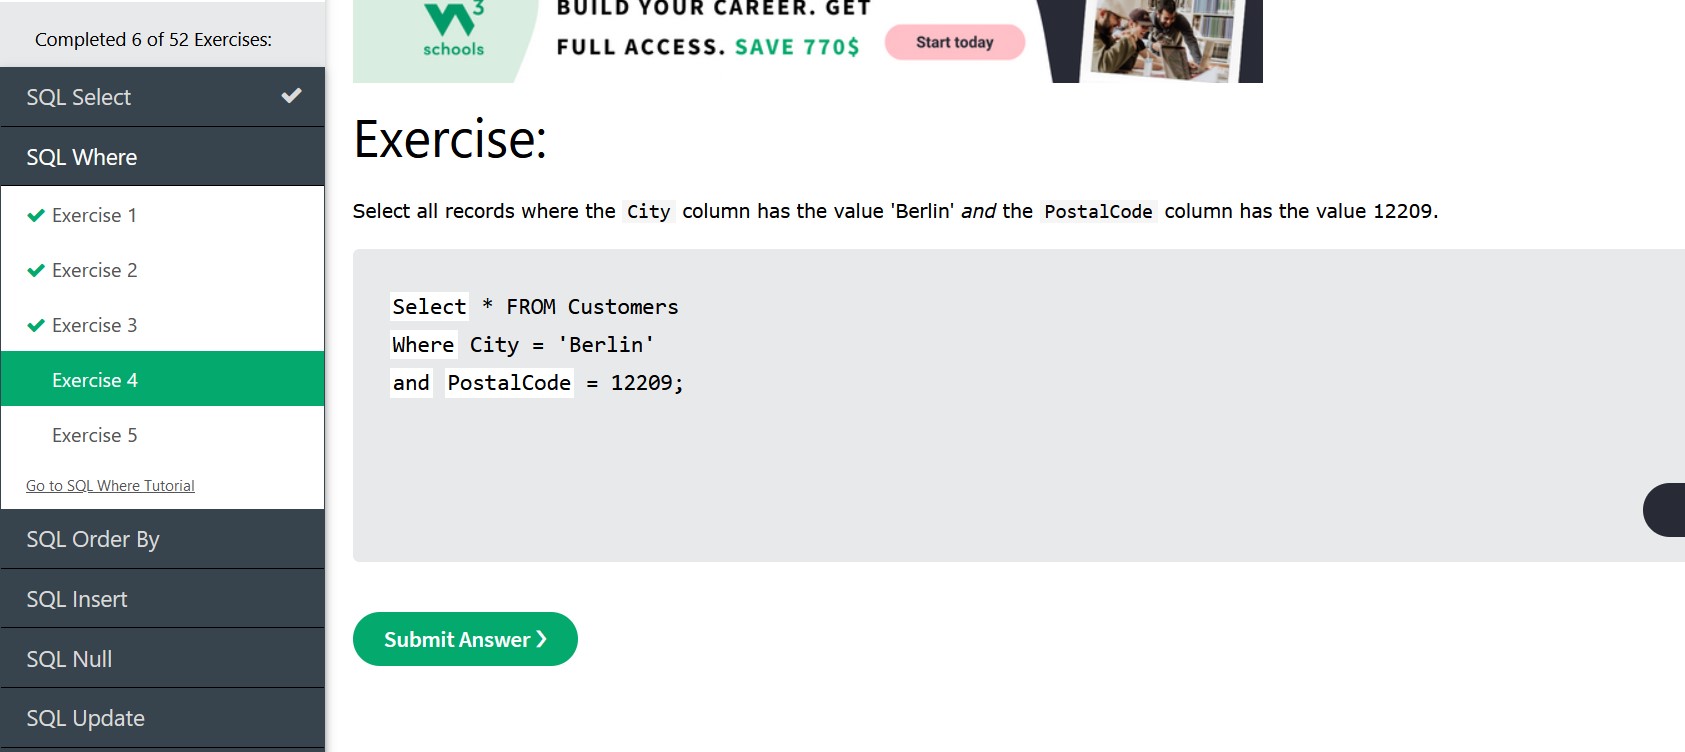 Completed 6 of 52 Exercises:
SQL Select
SQL Where
Exercise 1
Exercise 2
Exercise 3
Exercise 4
Exercise 5
Go to SQL Where Tutorial
SQL Order By
SQL Insert
SQL Null
SQL Update
3
schools
BUILD YOUR CAREER. GET
FULL ACCESS. SAVE 770$
Start today
Exercise:
Select all records where the City column has the value 'Berlin' and the PostalCode column has the value 12209.
Select * FROM Customers
Where City = 'Berlin'
and PostalCode = 12209;
Submit Answer ❯